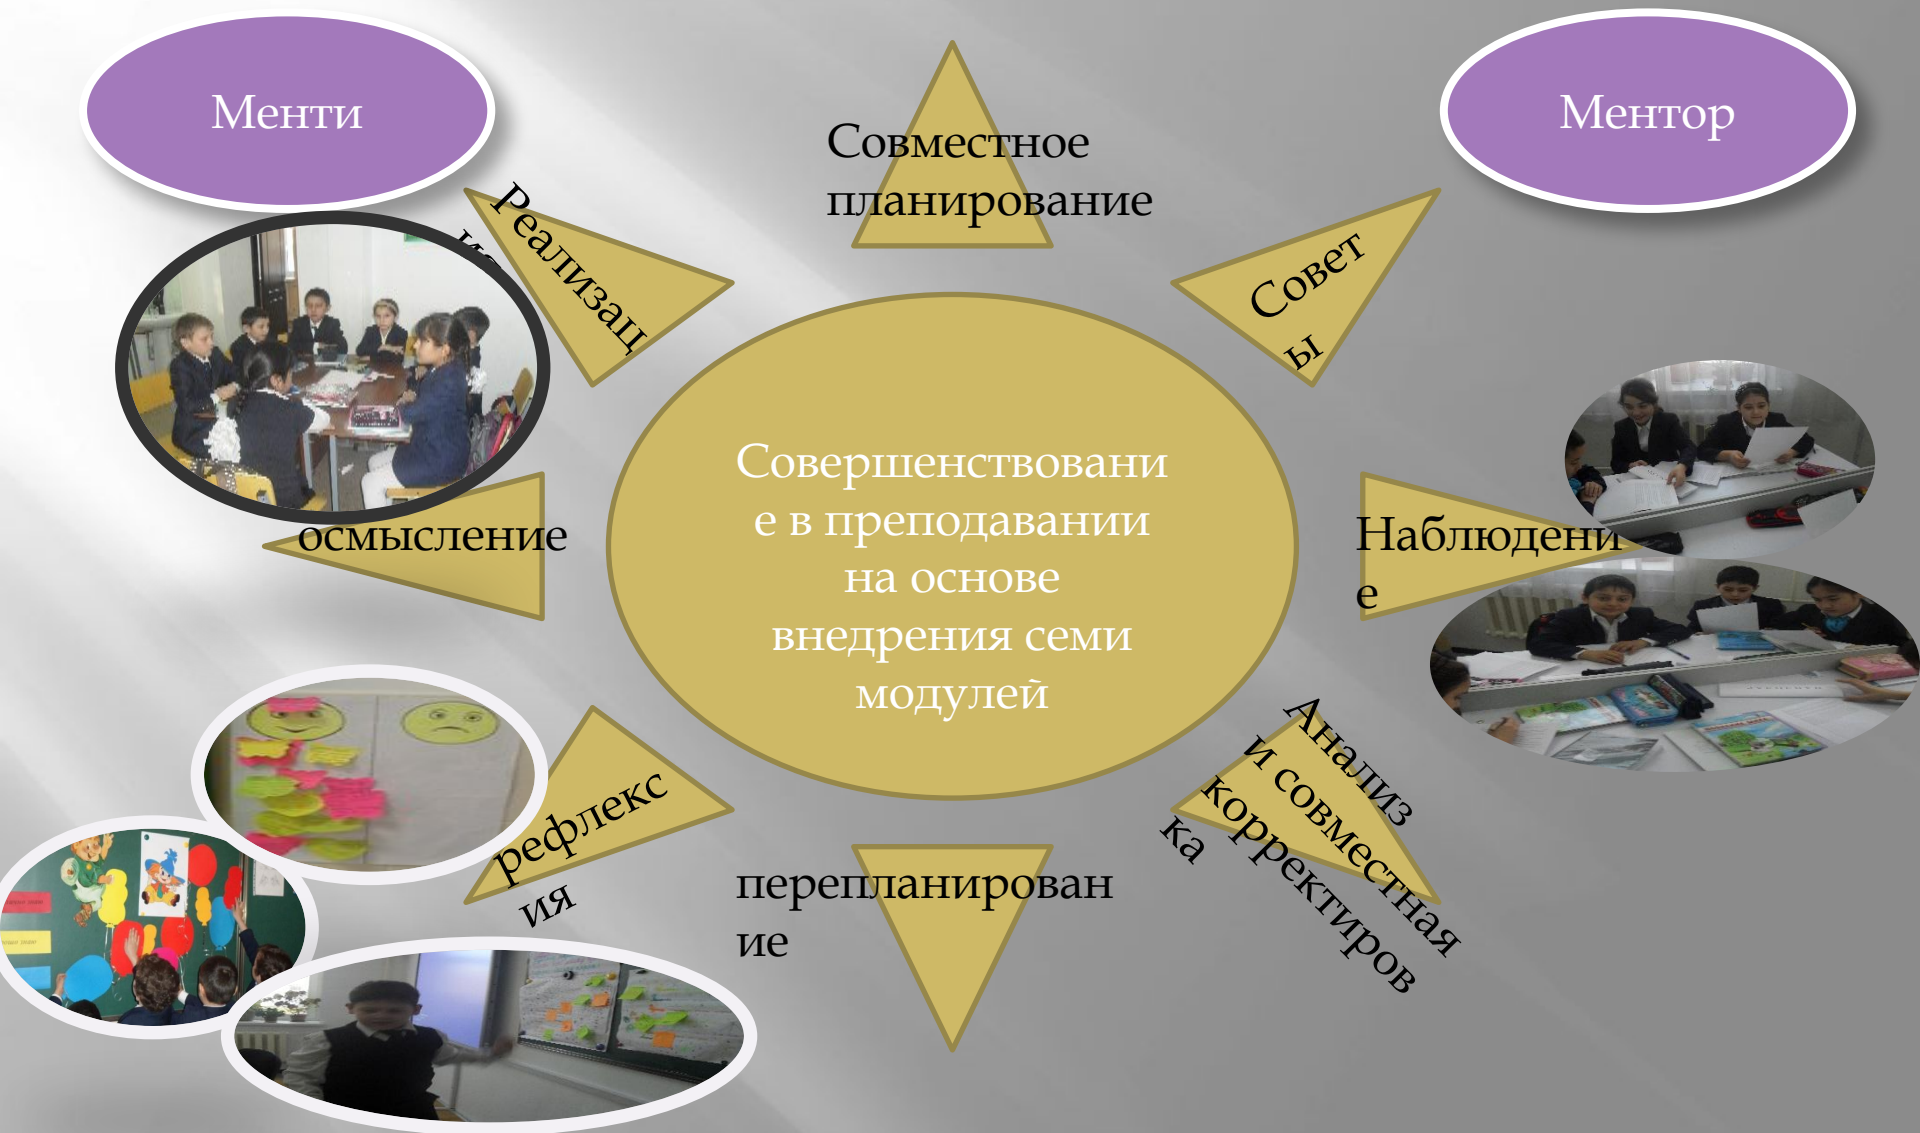 Менти
Ментор
Совместное
планирование
Реализац
Совет
ы
Совершенствовани
е в преподавании
на основе
внедрения семи
модулей
осмысление
Наблюдени
е
рефлекс
ия
перепланирован
ие
Анализ
и совместная
корректиров
ка